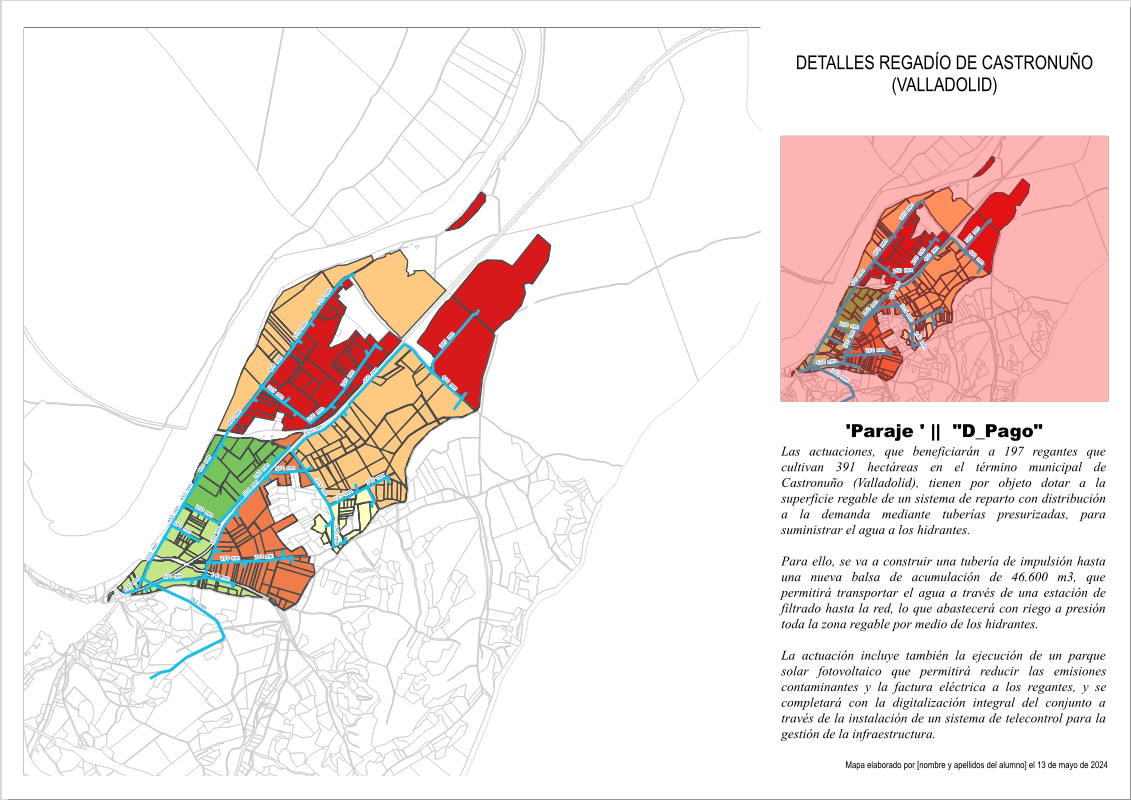 DETALLES REGADÍO DE CASTRONUÑO
(VALLADOLID)
'Paraje ' || "D_Pago"
Las actuaciones, que beneficiarán a 197 regantes que
cultivan 391 hectáreas en el término municipal de
Castronuño (Valladolid), tienen por objeto dotar a la
superficie regable de un sistema de reparto con distribución
a la demanda mediante tuberías presurizadas, para
suministrar el agua a los hidrantes.
Para ello, se va a construir una tubería de impulsión hasta
una nueva balsa de acumulación de 46.600 m3, que
permitirá transportar el agua a través de una estación de
filtrado hasta la red, lo que abastecerá con riego a presión
toda la zona regable por medio de los hidrantes.
La actuación incluye también la ejecución de un parque
solar fotovoltaico que permitirá reducir las emisiones
contaminantes y la factura eléctrica a los regantes, y se
completará con la digitalización integral del conjunto a
través de la instalación de un sistema de telecontrol para la
gestión de la infraestructura.
Mapa elaborado por [nombre y apellidos del alumno] el 13 de mayo de 2024